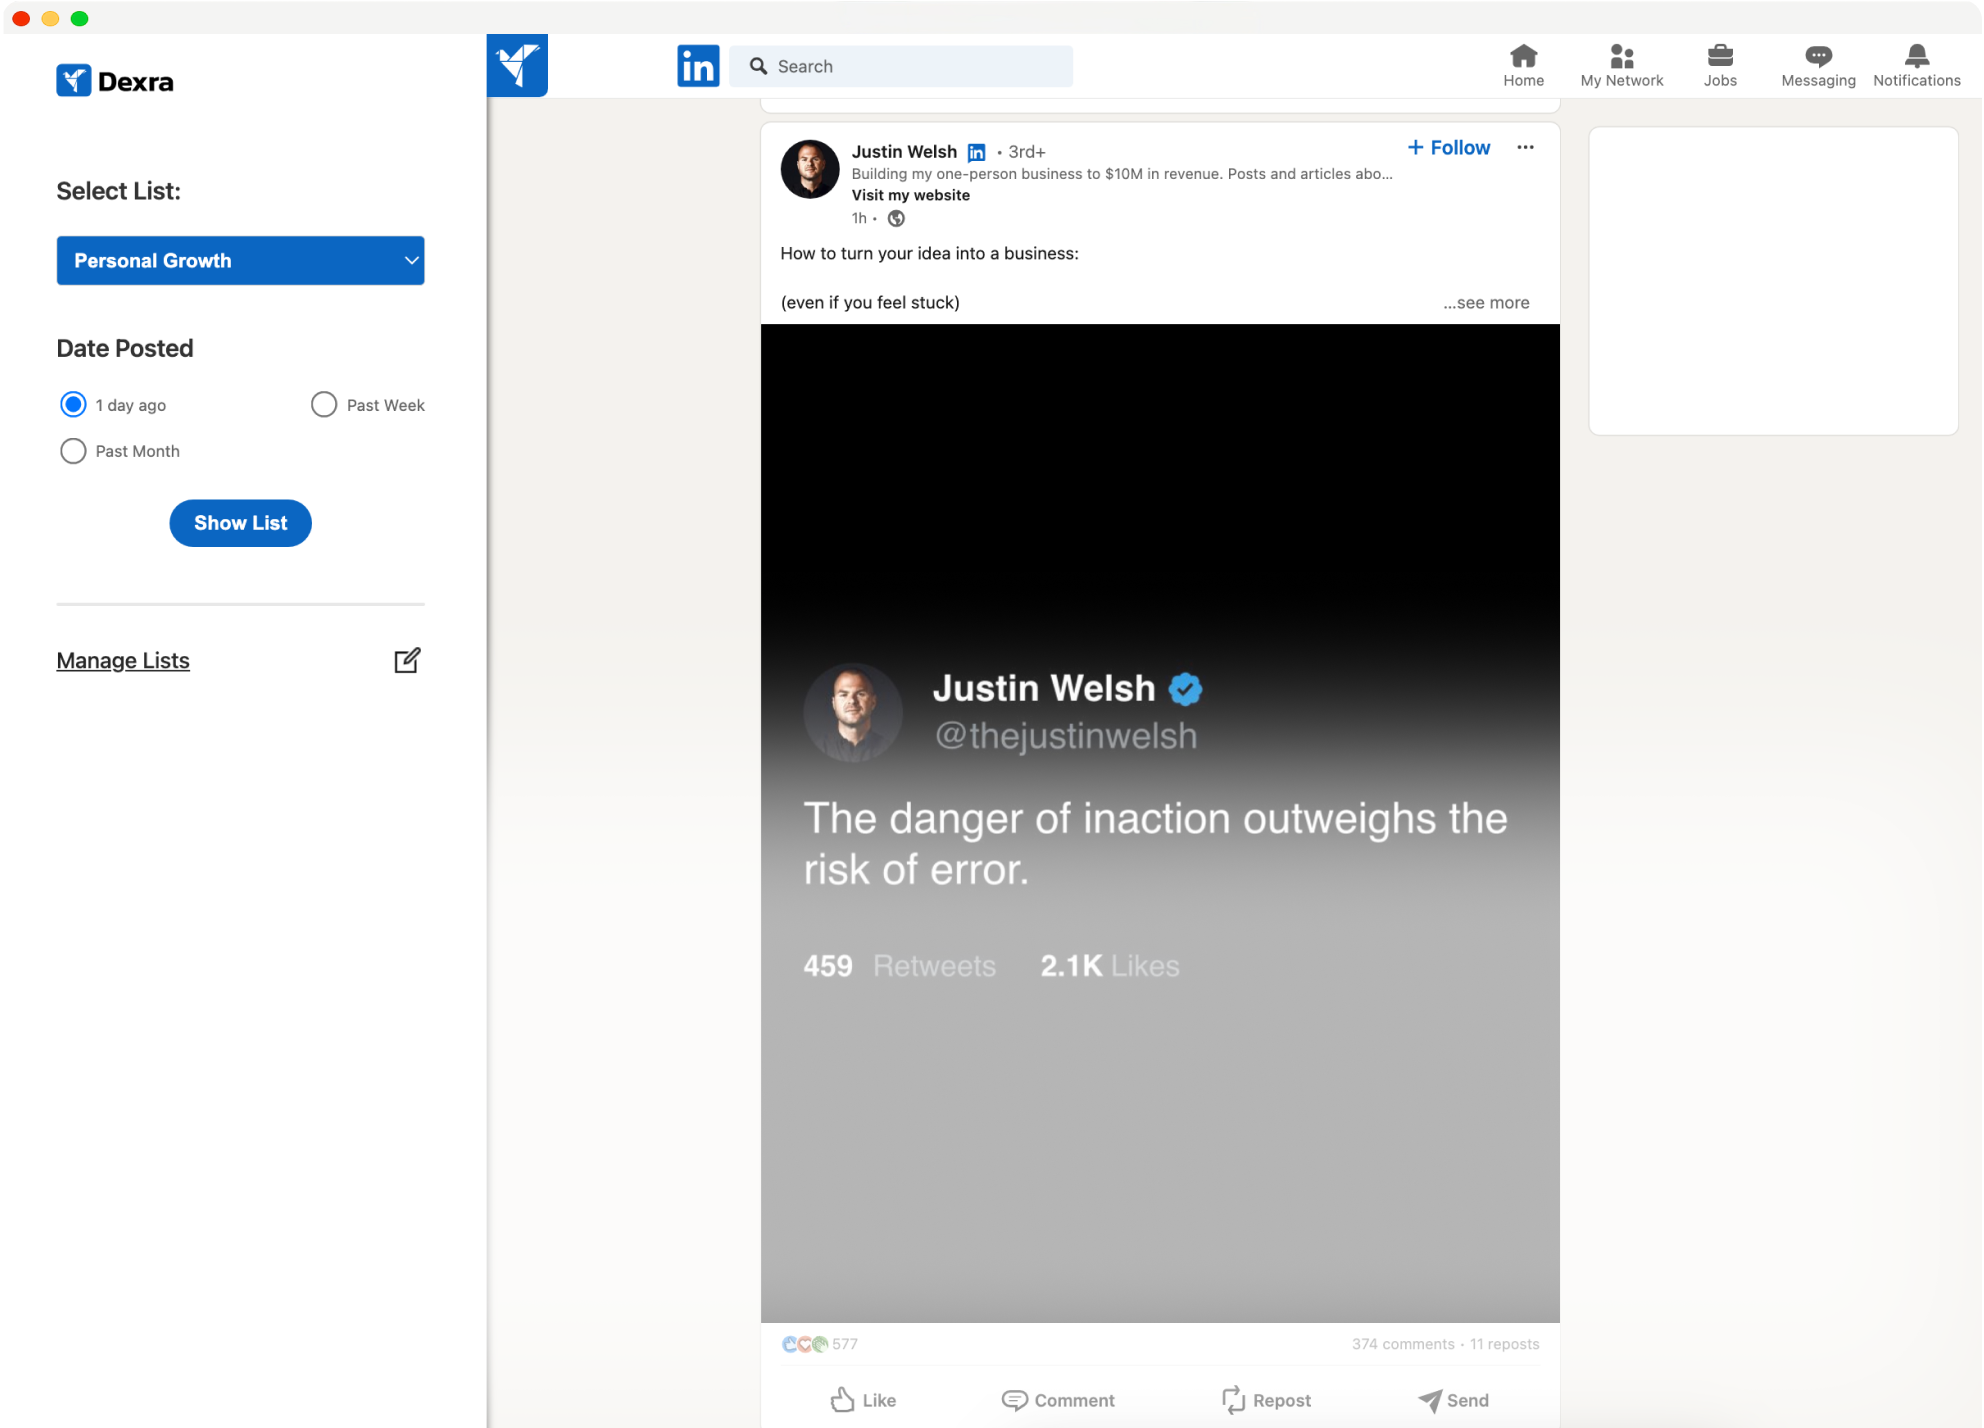 Dexra
Select List:
Personal Growth
Date Posted
1 day ago
Past Week
Past Month
Show List
Manage Lists
in
Search
Home
My Network
Jobs
Messaging
Notifications
Justin Welsh in • 3rd+
+ Follow
Building my one-person business to $10M in revenue. Posts and articles abo...
Visit my website
1h •
How to turn your idea into a business:
(even if you feel stuck)
...see more
Justin Welsh
@thejustinwelsh
The danger of inaction outweighs the
risk of error.
459 Retweets 2.1K Likes
577
374 comments • 11 reposts
Like
Comment
Repost
Send